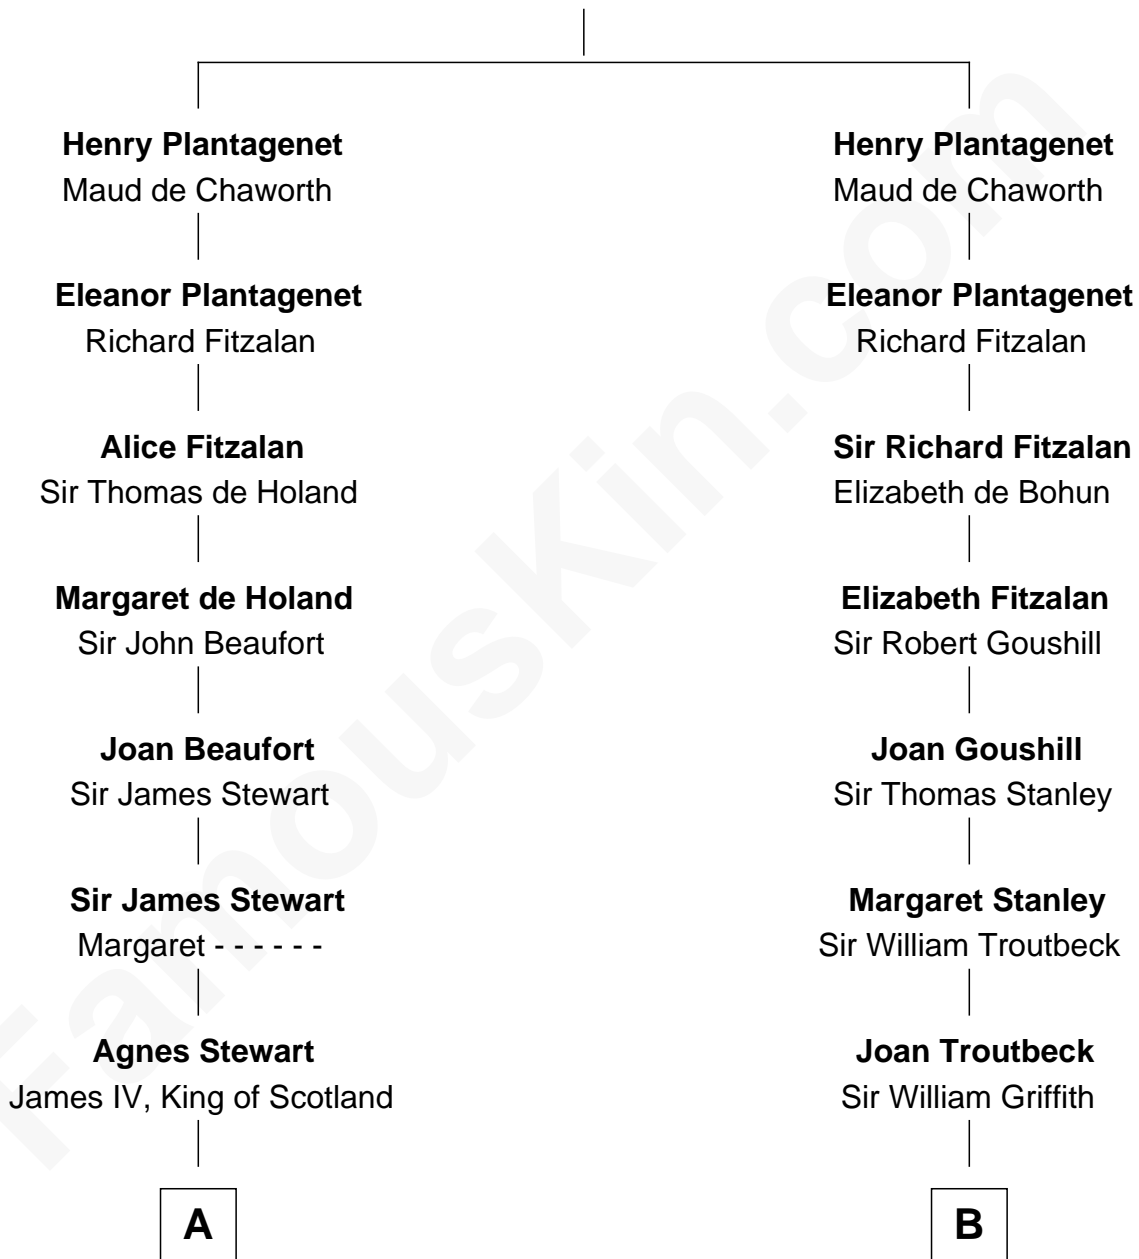 Henry Plantagenet
Maud de Chaworth
Eleanor Plantagenet
Richard Fitzalan
Alice Fitzalan
Sir Thomas de Holand
Margaret de Holand
Sir John Beaufort
Joan Beaufort
Sir James Stewart
Sir James Stewart
Margaret - - - - - -
Agnes Stewart
James IV, King of Scotland
A
Henry Plantagenet
Maud de Chaworth
Eleanor Plantagenet
Richard Fitzalan
Sir Richard Fitzalan
Elizabeth de Bohun
Elizabeth Fitzalan
Sir Robert Goushill
Joan Goushill
Sir Thomas Stanley
Margaret Stanley
Sir William Troutbeck
Joan Troutbeck
Sir William Griffith
B
FamousKin.com